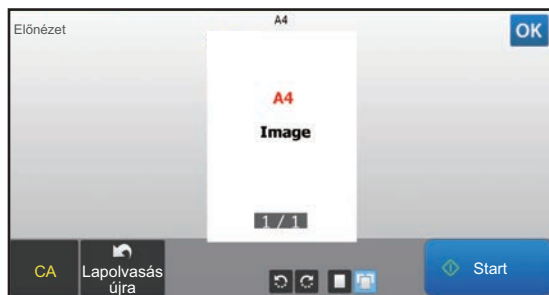 Előnézet
A4
OK
A4
Image
1 / 1
CA
Lapolvasás
újra
Start